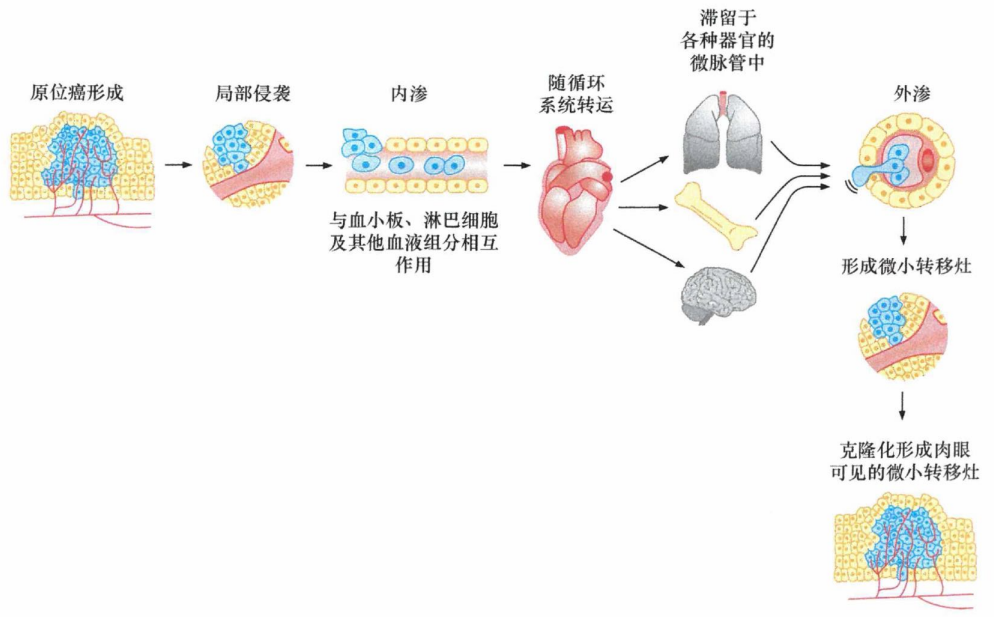 原位癌形成
局部侵袭
内渗
与血小板、淋巴细胞
及其他血液组分相互
作用
随循环
系统转运
滞留于
各种器官的
微脉管中
外渗
形成微小转移灶
克隆化形成肉眼
可见的微小转移灶